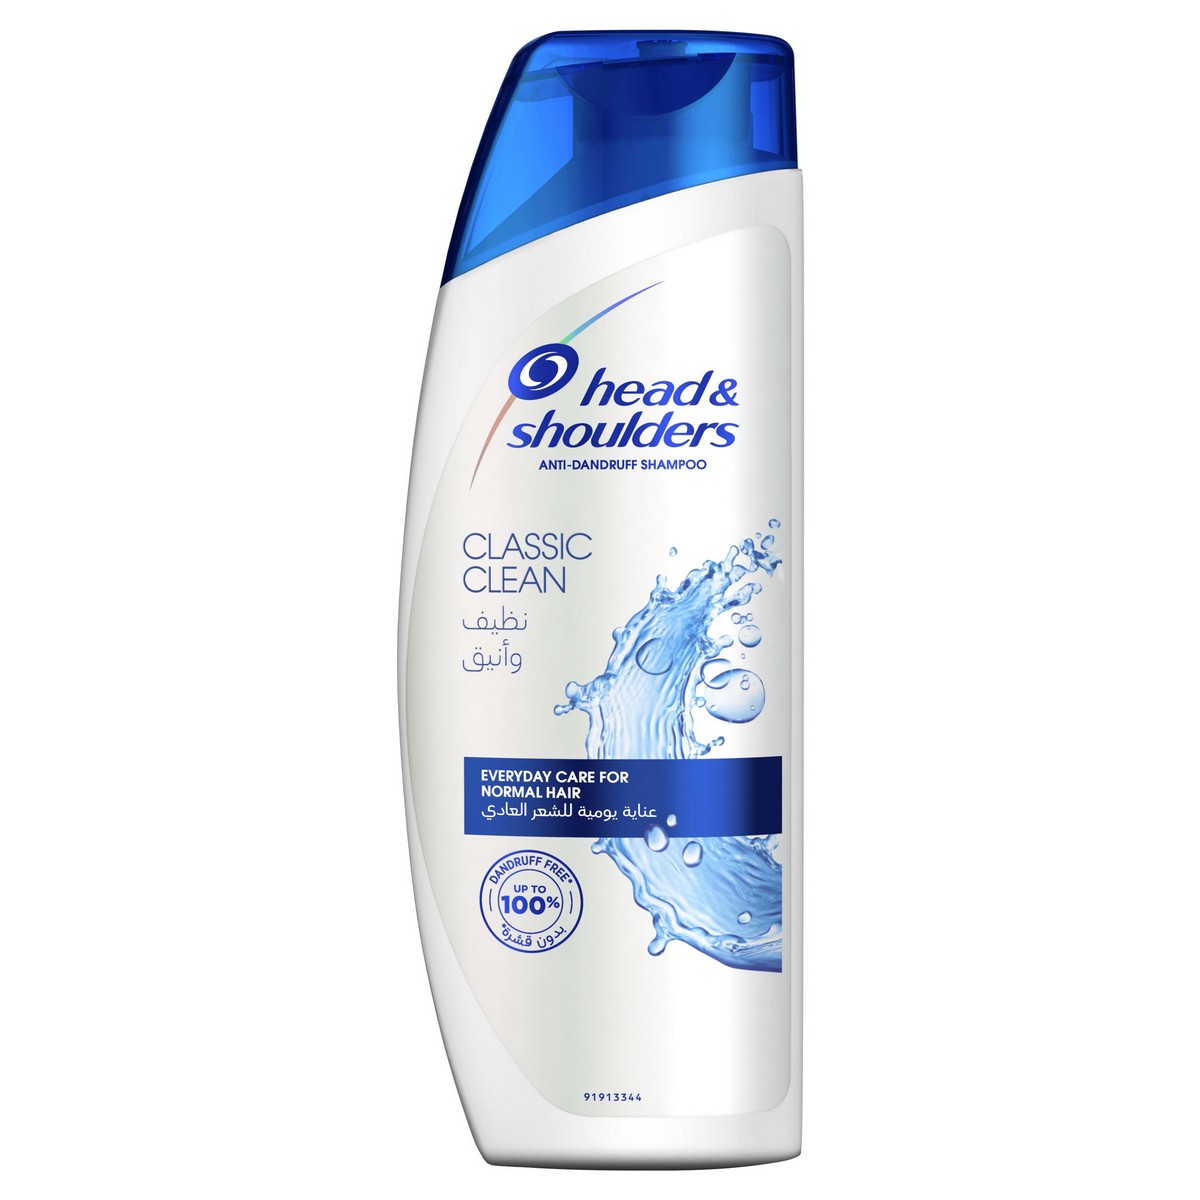 head &
shoulders
ANTI-DANDRUFF SHAMPOO
CLASSIC
CLEAN
نظيف
وأنيق
EVERYDAY CARE FOR
NORMAL HAIR
عناية يومية للشعر العادي
DANDRUFF FREE*
UP TO
100%
بدون قشرة*
91913344